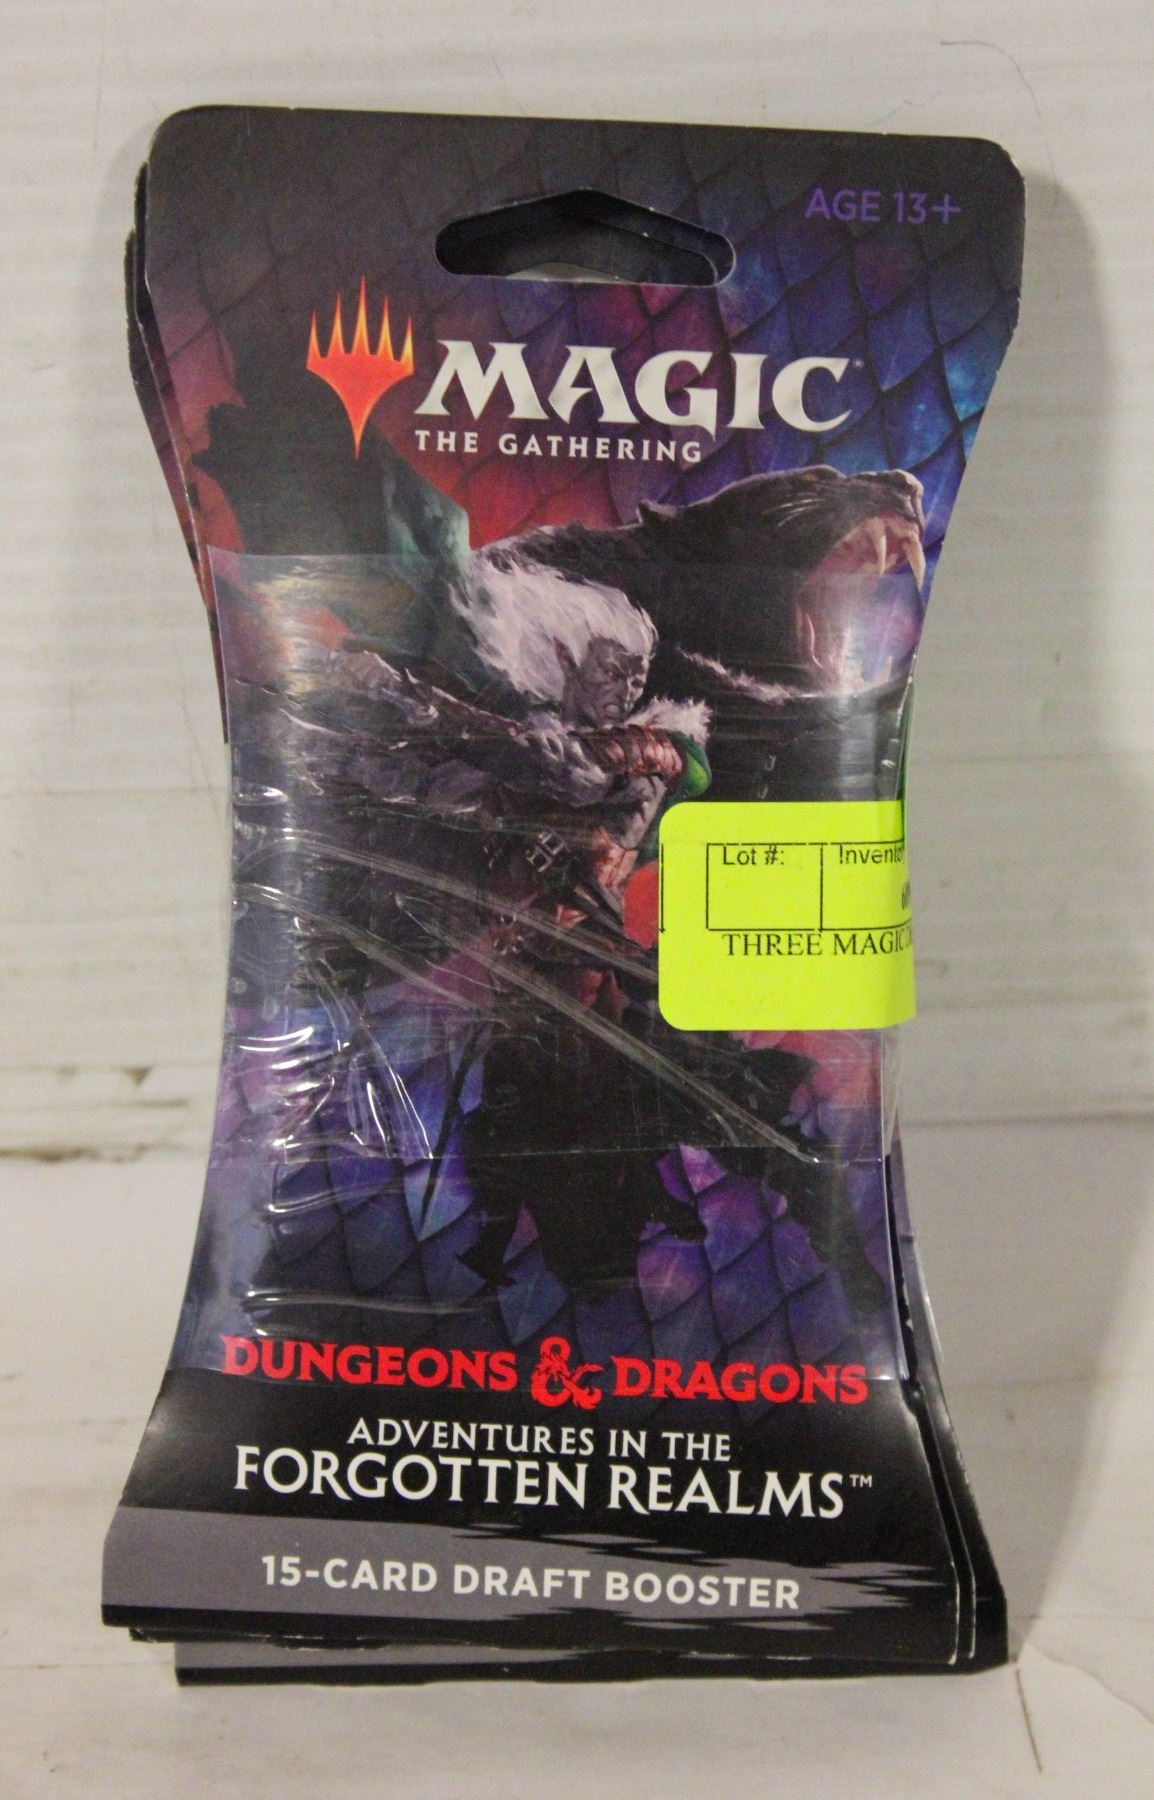 AGE 13+
MAGIC
THE GATHERING
Lot #:
THREE MAGIC
DUNGEONS & DRAGONS
ADVENTURES IN THE
FORGOTTEN REALMS™
15-CARD DRAFT BOOSTER